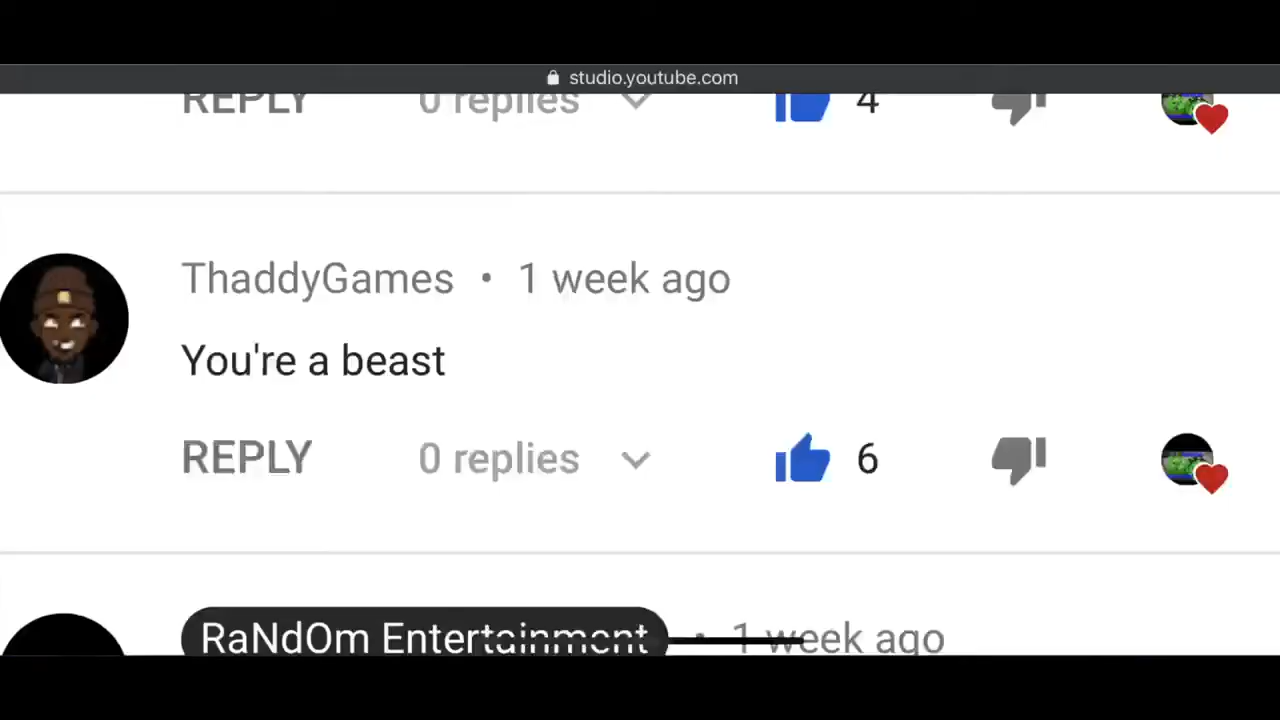 studio.youtube.com
REPLY 0 replies 4
ThaddyGames • 1 week ago
You're a beast
REPLY 0 replies 6
RaNdOm Entertainment • 1 week ago